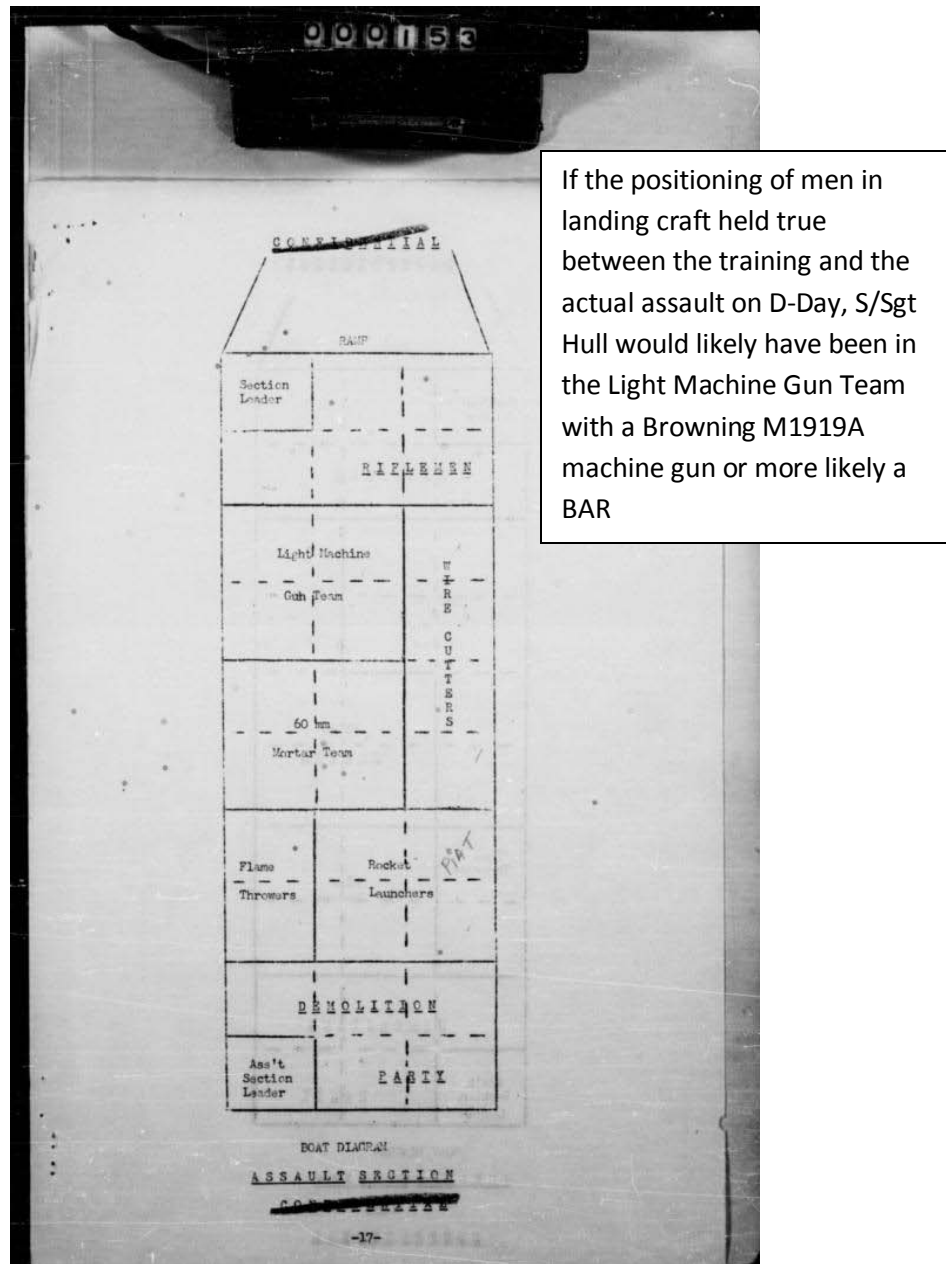 000153
CONFIDENTIAL
If the positioning of men in
landing craft held true
between the training and the
actual assault on D-Day, S/Sgt
Hull would likely have been in
the Light Machine Gun Team
with a Browning M1919A
machine gun or more likely a
BAR
RAMP
Section
Leader
RIFLEMEN
Light Machine
Gun Team
WIRE CUTTERS
60 mm
Mortar Team
Flame
Throwers
Rocket
Launchers
PIAT
DEMOLITION
Ass't
Section
Leader
PARTY
BOAT DIAGRAM
ASSAULT SECTION
CONFIDENTIAL
-17-